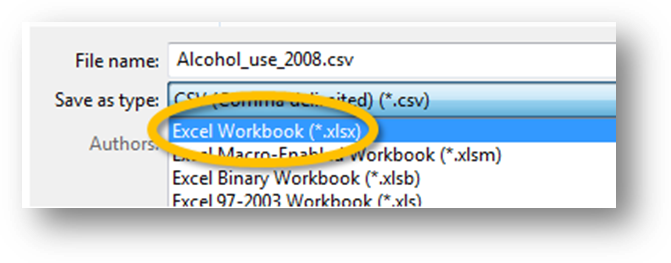 File name: Alcohol_use_2008.csv
Save as type: CSV (Comma delimited) (*.csv)
Excel Workbook (*.xlsx)
Authors: Excel Macro-Enabled Workbook (*.xlsm)
Excel Binary Workbook (*.xlsb)
Excel 97-2003 Workbook (*.xls)